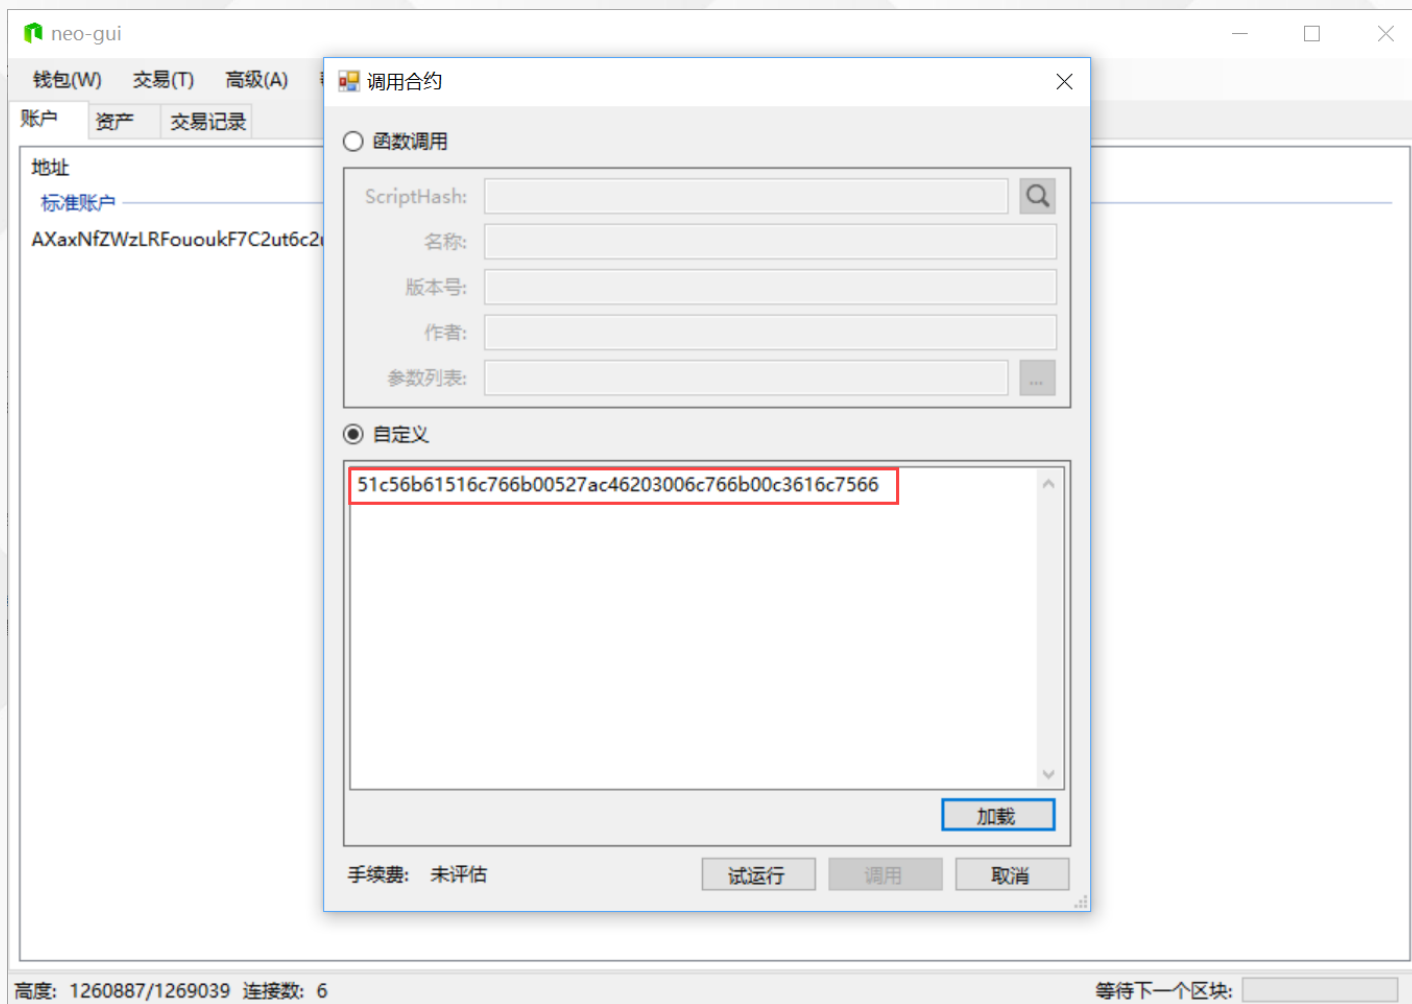 neo-gui
钱包(W) 交易(T) 高级(A)
调用合约
账户 资产 交易记录
函数调用
地址
标准账户
AXaxNfZWzLRFououkF7C2ut6c2
ScriptHash:
名称:
版本号:
作者:
参数列表:
...
自定义
51c56b61516c766b00527ac46203006c766b00c3616c7566
加载
手续费: 未评估
试运行 调用 取消
高度: 1260887/1269039 连接数: 6
等待下一个区块: